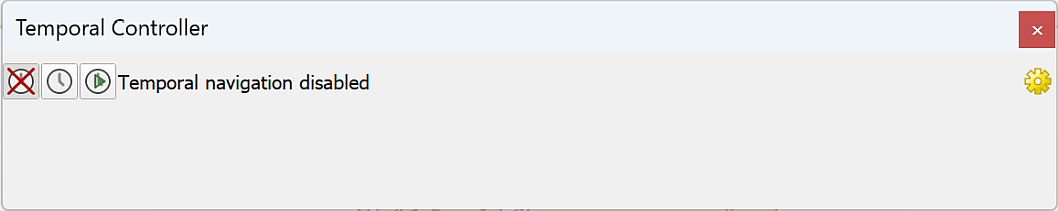 Temporal Controller
Temporal navigation disabled